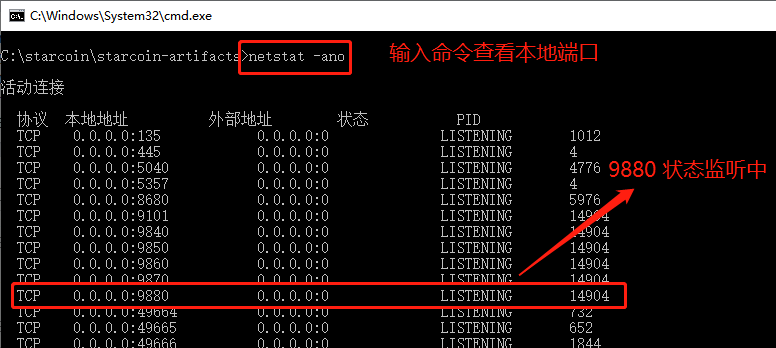 C:\Windows\System32\cmd.exe
C:\starcoin\starcoin-artifacts>netstat -ano
输入命令查看本地端口
活动连接
协议 本地地址 外部地址 状态 PID
TCP 0.0.0.0:135 0.0.0.0:0 LISTENING 1012
TCP 0.0.0.0:445 0.0.0.0:0 LISTENING 4
TCP 0.0.0.0:5040 0.0.0.0:0 LISTENING 4776
TCP 0.0.0.0:5357 0.0.0.0:0 LISTENING 4
9880 状态监听中
TCP 0.0.0.0:8680 0.0.0.0:0 LISTENING 5976
TCP 0.0.0.0:9101 0.0.0.0:0 LISTENING 14904
TCP 0.0.0.0:9840 0.0.0.0:0 LISTENING 14904
TCP 0.0.0.0:9850 0.0.0.0:0 LISTENING 14904
TCP 0.0.0.0:9860 0.0.0.0:0 LISTENING 14904
TCP 0.0.0.0:9870 0.0.0.0:0 LISTENING 14904
TCP 0.0.0.0:9880 0.0.0.0:0 LISTENING 14904
TCP 0.0.0.0:49664 0.0.0.0:0 LISTENING 732
TCP 0.0.0.0:49665 0.0.0.0:0 LISTENING 652
TCP 0.0.0.0:49666 0.0.0.0:0 LISTENING 1844